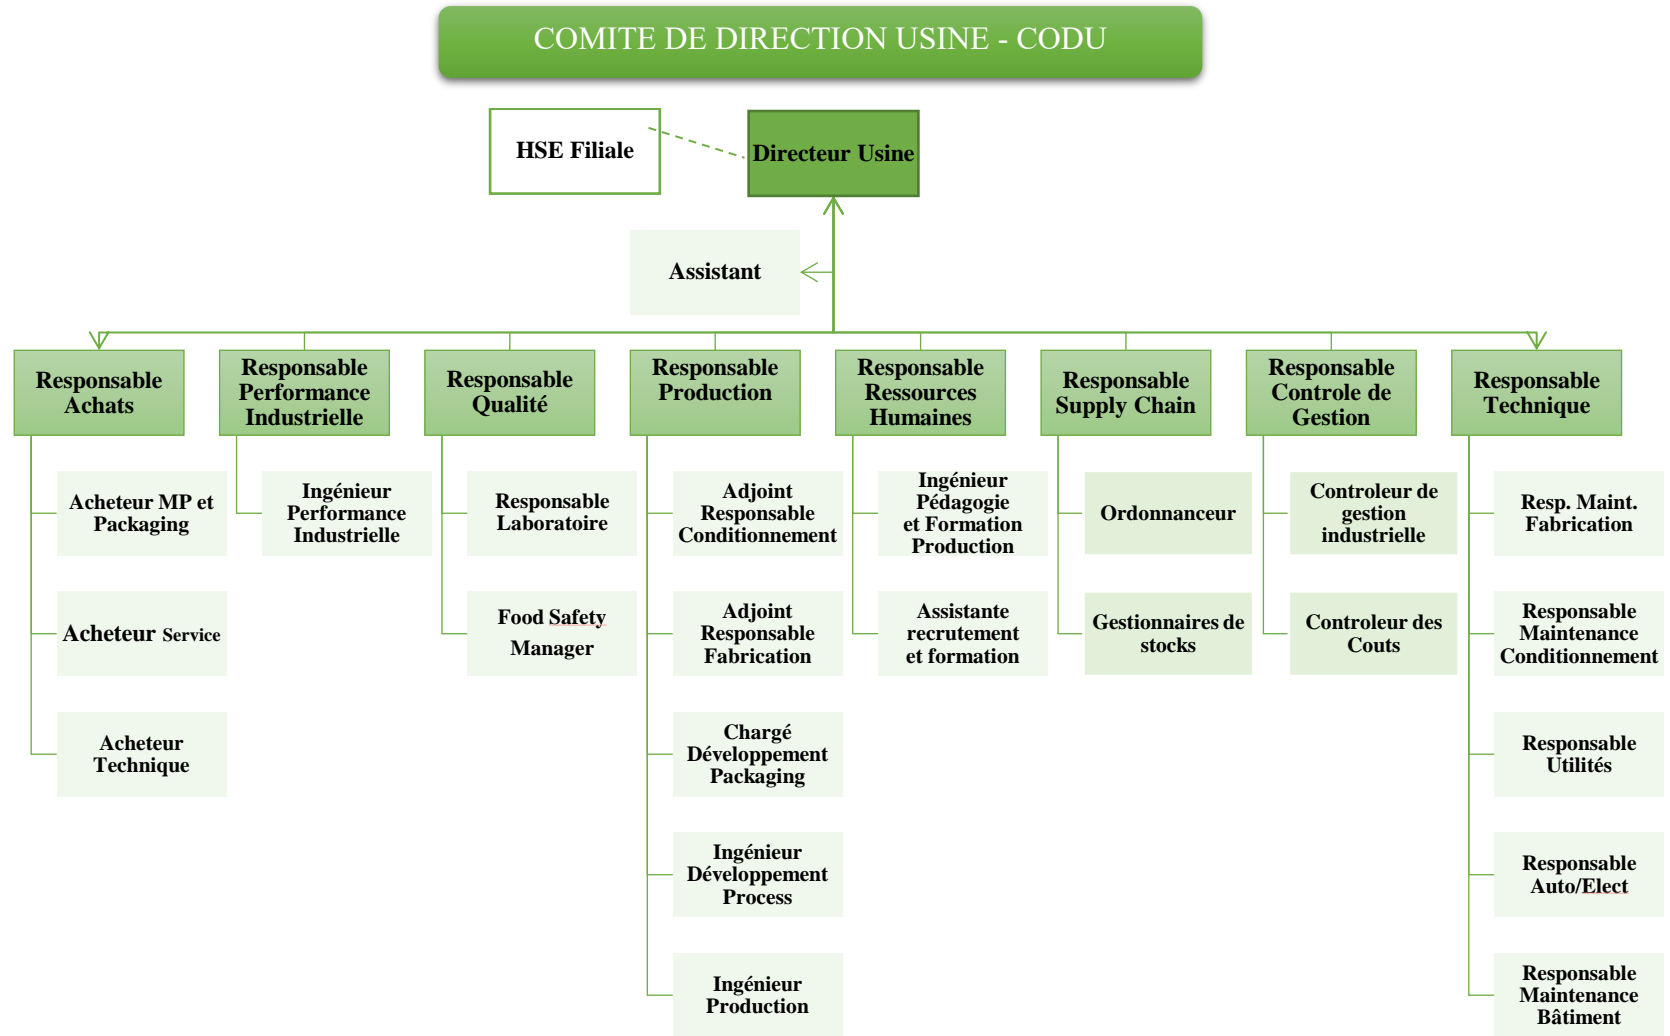 COMITE DE DIRECTION USINE - CODU
HSE Filiale
Directeur Usine
Assistant
Responsable
Achats
Responsable
Performance
Industrielle
Responsable
Qualité
Responsable
Production
Responsable
Ressources
Humaines
Responsable
Supply Chain
Responsable
Controle de
Gestion
Responsable
Technique
Acheteur MP et
Packaging
Ingénieur
Performance
Industrielle
Responsable
Laboratoire
Adjoint
Responsable
Conditionnement
Ingénieur
Pédagogie
et Formation
Production
Ordonnanceur
Controleur de
gestion
industrielle
Resp. Maint.
Fabrication
Acheteur Service
Food Safety
Manager
Adjoint
Responsable
Fabrication
Assistante
recrutement
et formation
Gestionnaires de
stocks
Controleur des
Couts
Responsable
Maintenance
Conditionnement
Acheteur
Technique
Chargé
Développement
Packaging
Responsable
Utilités
Ingénieur
Développement
Process
Responsable
Auto/Elect
Ingénieur
Production
Responsable
Maintenance
Bâtiment